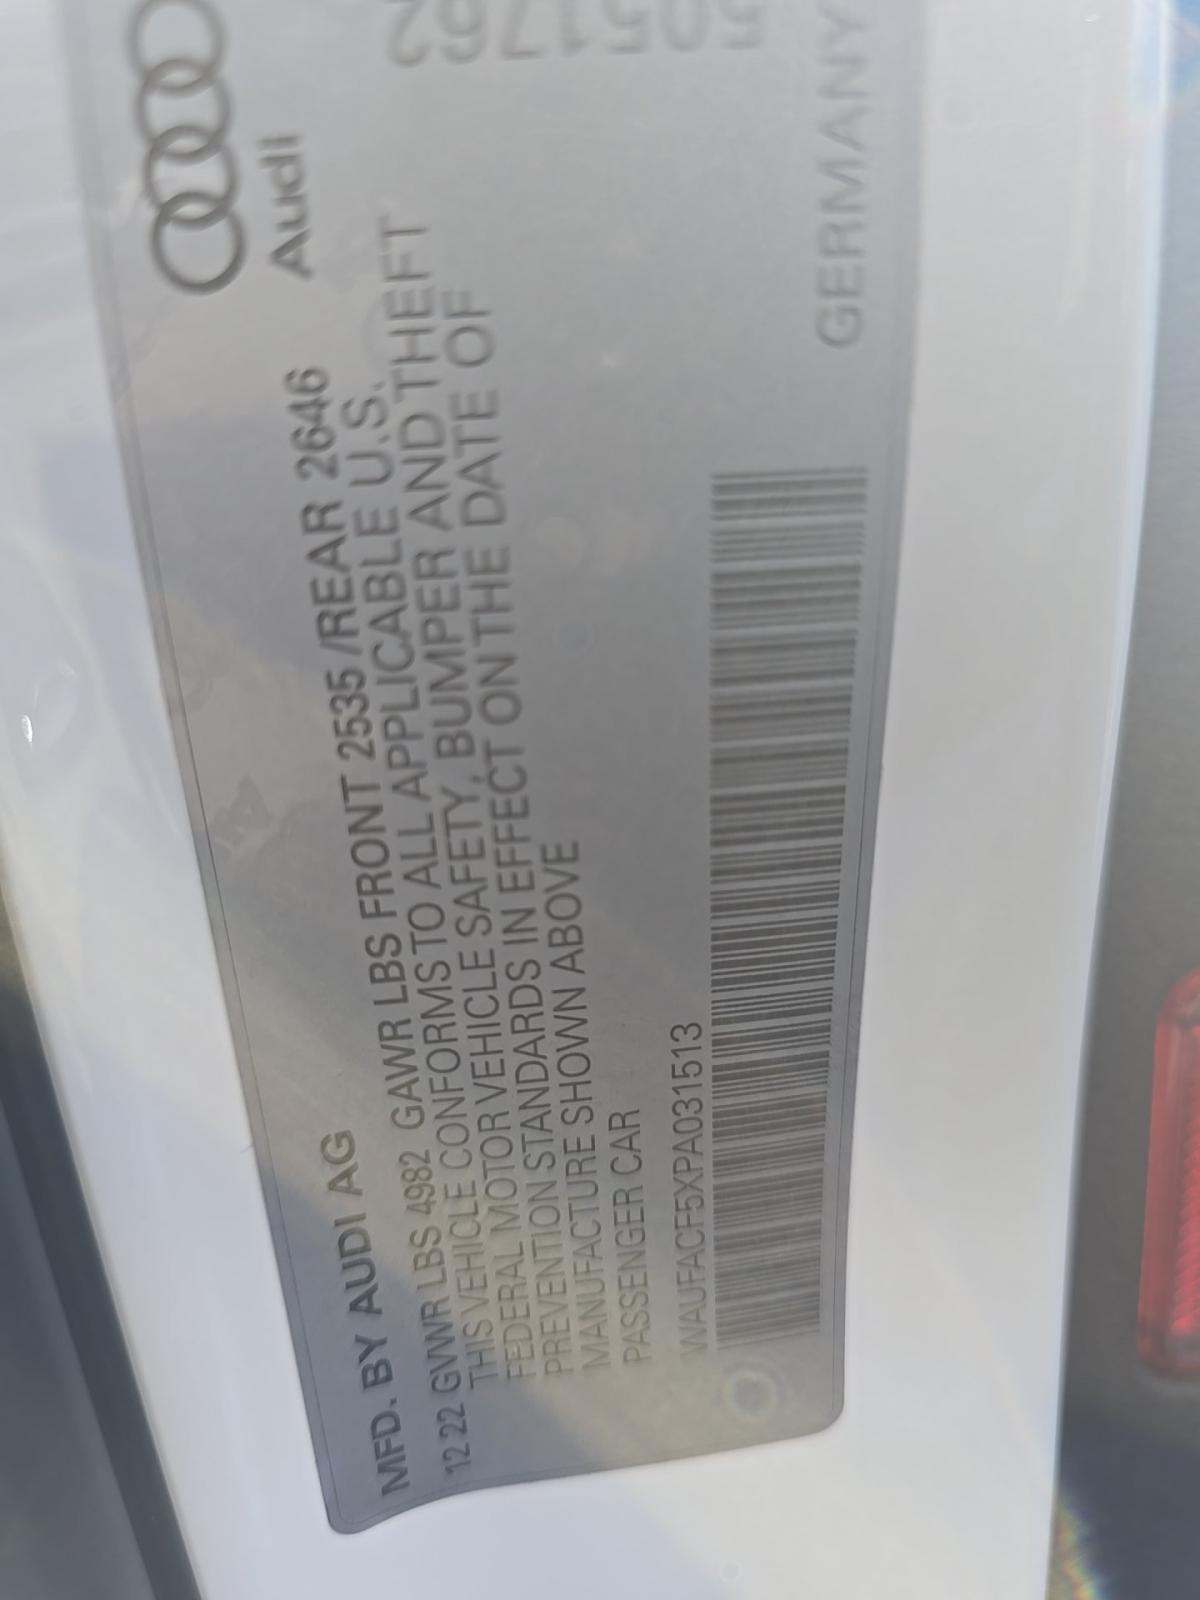 MFD. BY AUDI AG
Audi
12 22 GVWR LBS 4982 GAWR LBS FRONT 2535 /REAR 2646
THIS VEHICLE CONFORMS TO ALL APPLICABLE U.S.
FEDERAL MOTOR VEHICLE SAFETY, BUMPER AND THEFT
PREVENTION STANDARDS IN EFFECT ON THE DATE OF
MANUFACTURE SHOWN ABOVE
PASSENGER CAR
WAUFACF5XPA031513
GERMANY